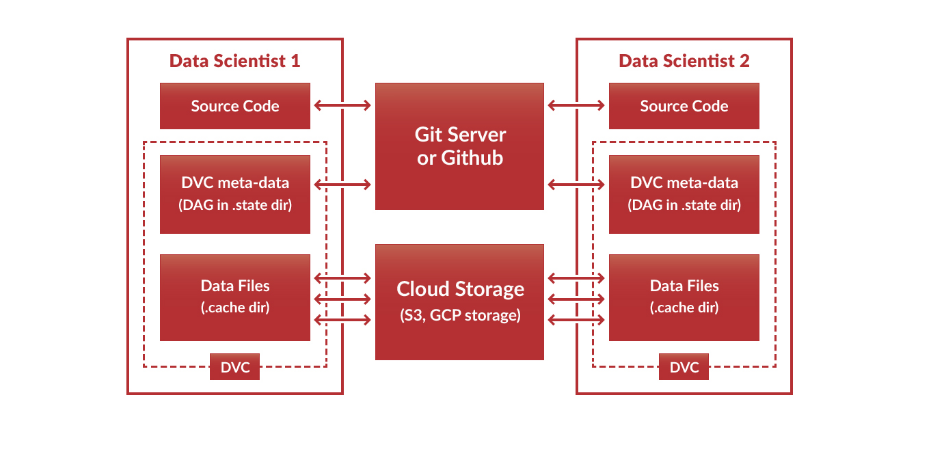 Data Scientist 1
Source Code
DVC meta-data
(DAG in .state dir)
Data Files
(.cache dir)
DVC
Git Server
or Github
Cloud Storage
(S3, GCP storage)
Data Scientist 2
Source Code
DVC meta-data
(DAG in .state dir)
Data Files
(.cache dir)
DVC